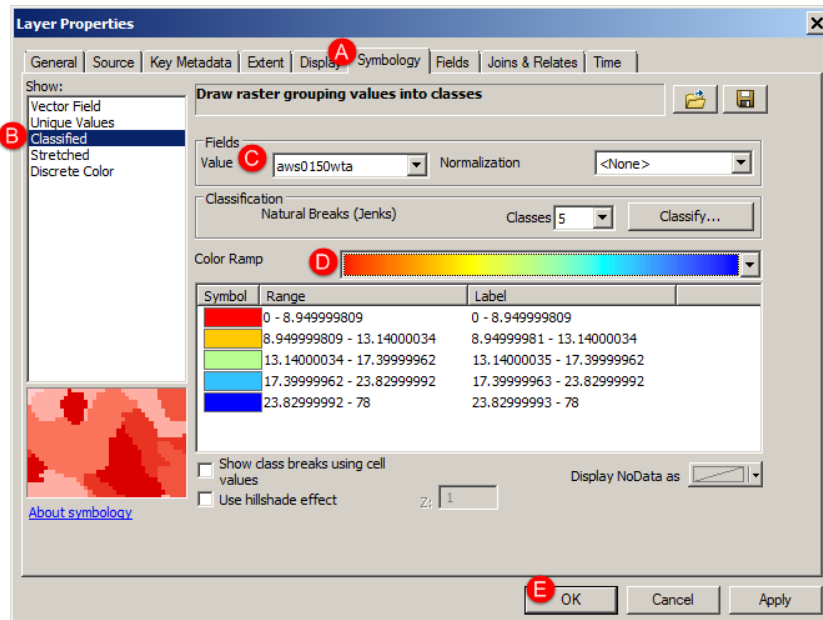 Layer Properties
General Source Key Metadata Extent Display A Symbology Fields Joins & Relates Time
Show:
Vector Field
Unique Values
B Classified
Stretched
Discrete Color
About symbology
Draw raster grouping values into classes
Fields
Value C aws0150wta Normalization <None>
Classification
Natural Breaks (Jenks) Classes 5 Classify...
Color Ramp D
Symbol Range Label
0 - 8.949999809 0 - 8.949999809
8.949999809 - 13.14000034 8.94999981 - 13.14000034
13.14000034 - 17.39999962 13.14000035 - 17.39999962
17.39999962 - 23.82999992 17.39999963 - 23.82999992
23.82999992 - 78 23.82999993 - 78
Show class breaks using cell
values
Display NoData as
Use hillshade effect Z: 1
E OK Cancel Apply